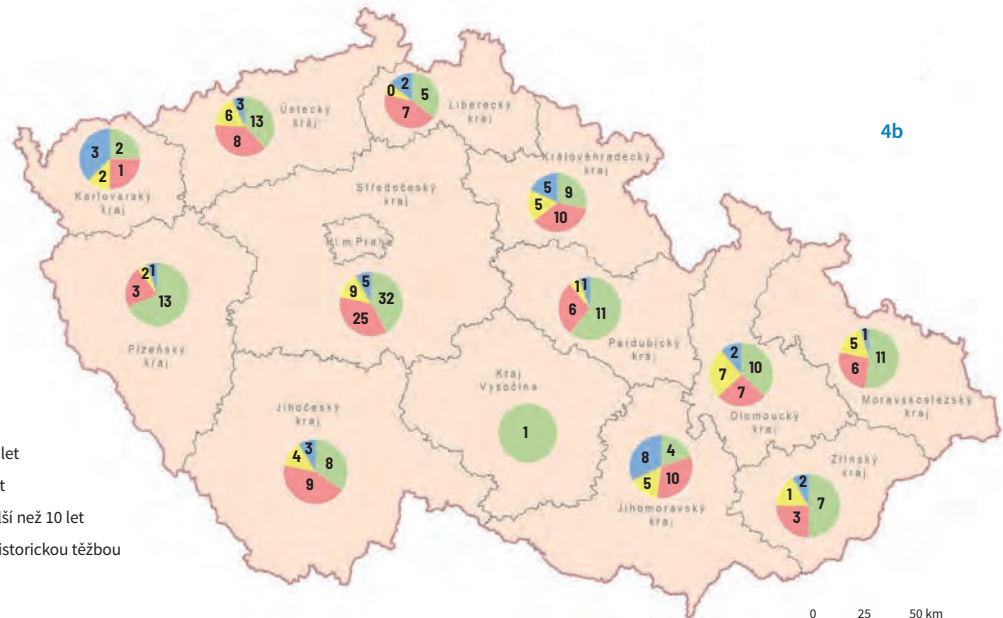 4b
3
13
8
6
Ústecký
kraj
2
5
7
0
Liberecký
kraj
3
2
1
2
Karlovarský
kraj
Královéhradecký
kraj
5
9
10
5
Středočeský
kraj
Hl.m Praha
5
32
25
9
1
13
3
2
Plzeňský
kraj
1
11
6
1
Pardubický
kraj
2
10
7
7
Olomoucký
kraj
1
11
6
5
Moravskoslezský
kraj
Kraj
Vysočina
1
Jihočeský
kraj
3
8
9
4
8
4
10
5
Jihomoravský
kraj
Zlínský
kraj
2
7
3
1
let
ší než 10 let
istorickou těžbou
0 25 50 km